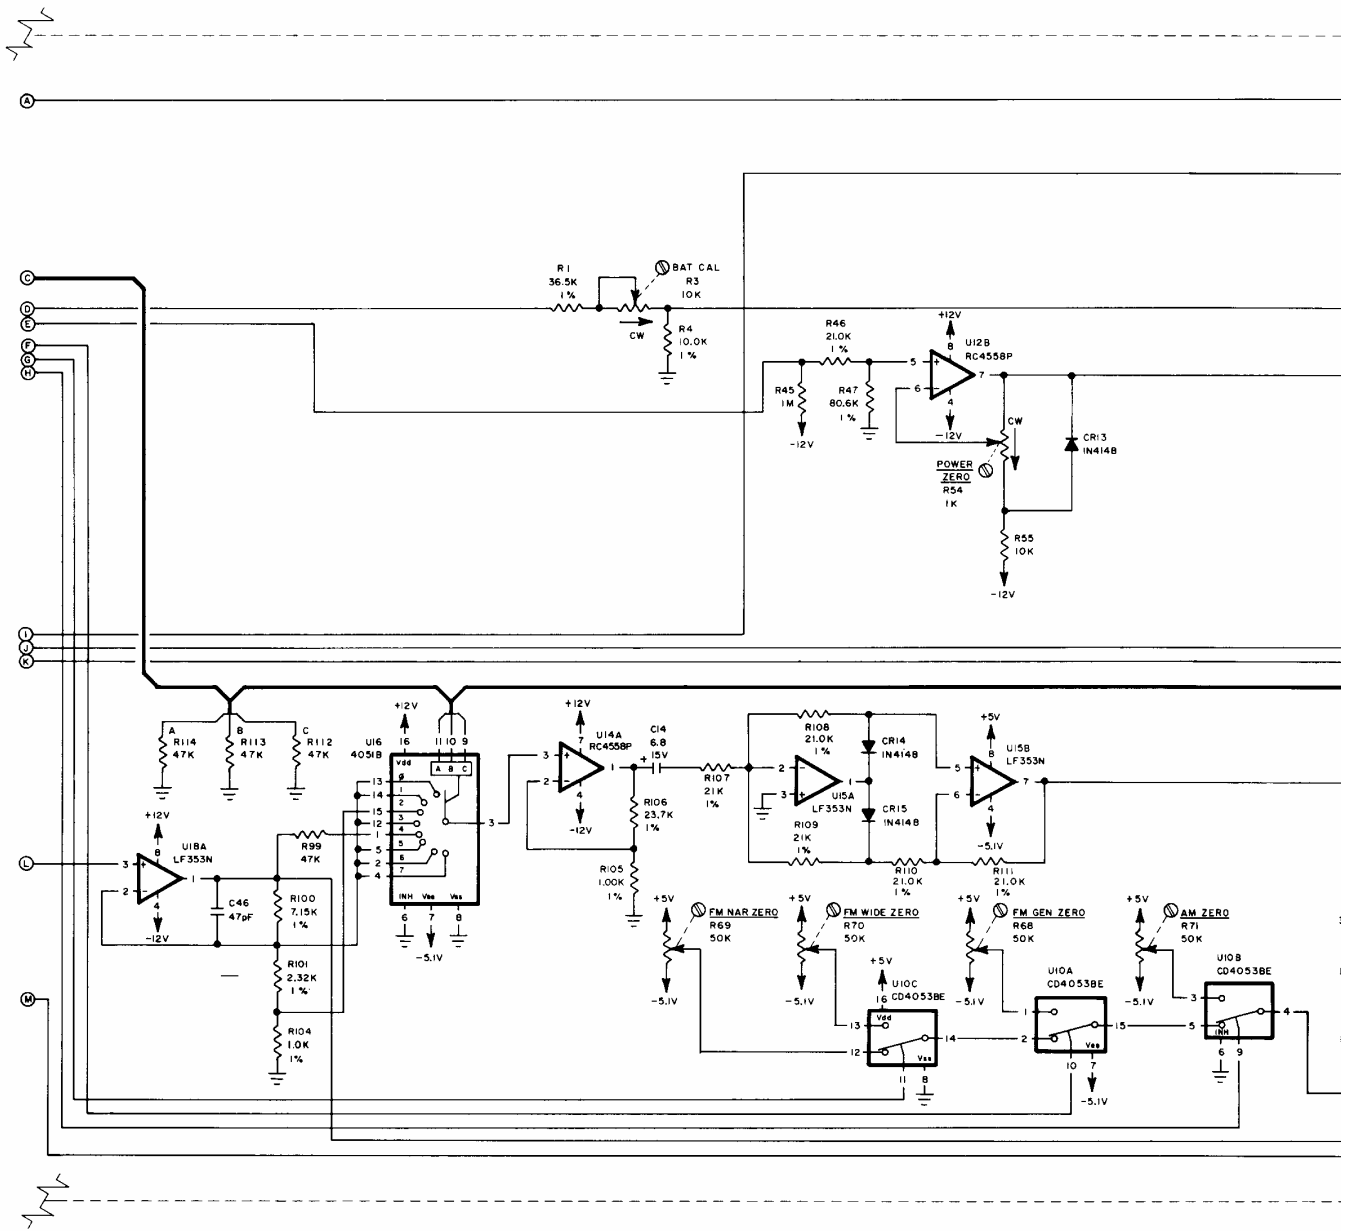 A
C
D
E
F
G
H
I
J
K
L
M
R1
36.5K
1%
BAT CAL
R3
10K
CW
R4
10.0K
1%
R46
21.0K
1%
R45
1M
-12V
R47
80.6K
1%
+12V
8
U12B
RC4558P
5
+
6
-
7
4
-12V
CW
POWER
ZERO
R54
1K
CR13
1N4148
R55
10K
-12V
A
R114
47K
B
R113
47K
C
R112
47K
+12V
16
U16
4051B
11 10 9
A B C
Vdd
13
14
15
12
1
5
2
4
0
1
2
3
4
5
6
7
3
INH Vee Vss
6
7
8
-5.1V
+12V
8
U18A
LF353N
3
+
2
-
1
4
-12V
R99
47K
C46
47pF
R100
7.15K
1%
R101
2.32K
1%
R104
1.0K
1%
+12V
7
U14A
RC4558P
3
+
2
-
1
4
-12V
C14
6.8
15V
+
R106
23.7K
1%
R105
1.00K
1%
R107
21K
1%
R108
21.0K
1%
2
-
3
+
1
U15A
LF353N
R109
21K
1%
CR14
1N4148
CR15
1N4148
+5V
8
U15B
LF353N
5
+
6
-
7
4
-5.1V
R110
21.0K
1%
R111
21.0K
1%
+5V
FM NAR ZERO
R69
50K
-5.1V
+5V
FM WIDE ZERO
R70
50K
-5.1V
+5V
FM GEN ZERO
R68
50K
-5.1V
+5V
AM ZERO
R71
50K
-5.1V
+5V
16
U10C
CD4053BE
Vdd
13
12
14
Vss
11
8
U10A
CD4053BE
1
2
15
Vee
10
7
-5.1V
U10B
CD4053BE
3
5
4
INH
6
9